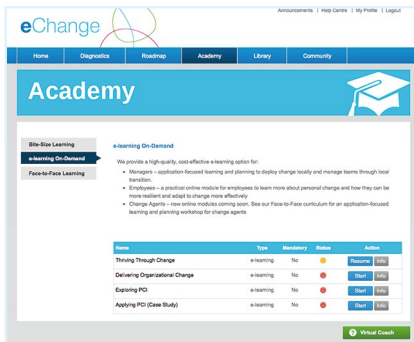 Announcements | Help Centre | My Profile | Logout
eChange
Home Diagnostics Roadmap Academy Library Community
Academy
Bite-Size Learning
e-learning On-Demand
Face-to-Face Learning
e-learning On-Demand
We provide a high-quality, cost-effective e-learning option for:
• Managers – application-focused learning and planning to deploy change locally and manage teams through local
transition.
• Employees – a practical online module for employees to learn more about personal change and how they can be
more resilient and adapt to change more effectively
• Change Agents – new online modules coming soon. See our Face-to-Face curriculum for an application-focused
learning and planning workshop for change agents
Name Type Mandatory Status Action
Thriving Through Change e-learning No Resume Info
Delivering Organizational Change e-learning No Start Info
Exploring PCI e-learning No Start Info
Applying PCI (Case Study) e-learning No Start Info
? Virtual Coach